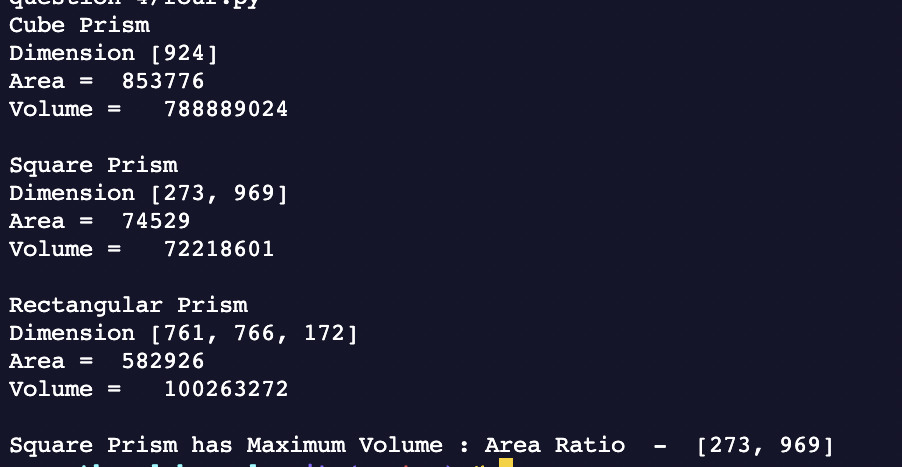 question 4/four.py
Cube Prism
Dimension [924]
Area =  853776
Volume =   788889024
Square Prism
Dimension [273, 969]
Area =  74529
Volume =   72218601
Rectangular Prism
Dimension [761, 766, 172]
Area =  582926
Volume =   100263272
Square Prism has Maximum Volume : Area Ratio  -  [273, 969]